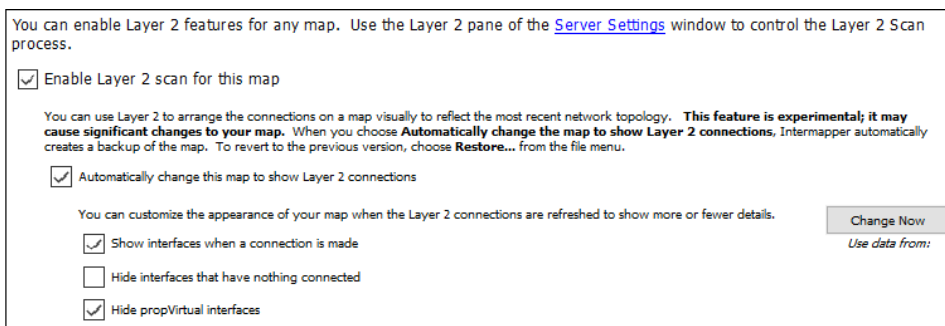 You can enable Layer 2 features for any map. Use the Layer 2 pane of the Server Settings window to control the Layer 2 Scan
process.
Enable Layer 2 scan for this map
You can use Layer 2 to arrange the connections on a map visually to reflect the most recent network topology. This feature is experimental; it may
cause significant changes to your map. When you choose Automatically change the map to show Layer 2 connections, Intermapper automatically
creates a backup of the map. To revert to the previous version, choose Restore... from the file menu.
Automatically change this map to show Layer 2 connections
You can customize the appearance of your map when the Layer 2 connections are refreshed to show more or fewer details.
Change Now
Show interfaces when a connection is made
Use data from:
Hide interfaces that have nothing connected
Hide propVirtual interfaces